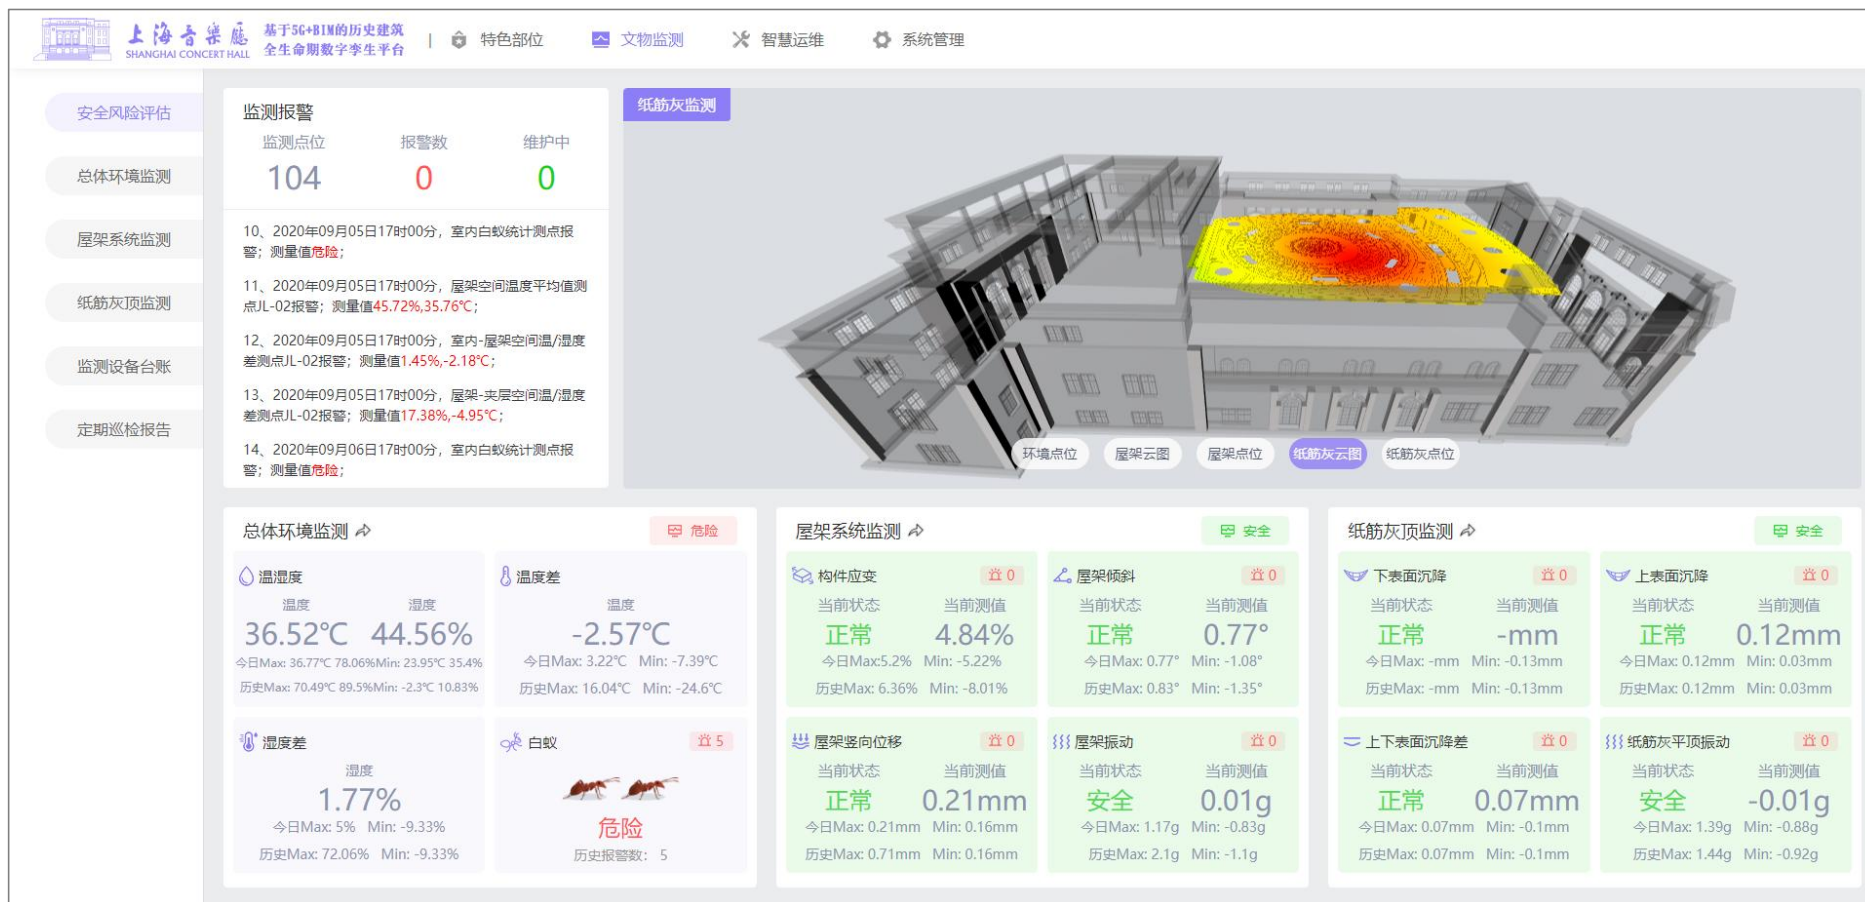 上海音樂廳
SHANGHAI CONCERT HALL
基于5G+BIM的历史建筑
全生命期数字孪生平台
| 特色部位 文物监测 智慧运维 系统管理
安全风险评估
总体环境监测
屋架系统监测
纸筋灰顶监测
监测设备台账
定期巡检报告
监测报警
监测点位 报警数 维护中
104 0 0
10、2020年09月05日17时00分，室内白蚁统计测点报
警；测量值危险；
11、2020年09月05日17时00分，屋架空间温度平均值测
点JL-02报警；测量值45.72%,35.76℃；
12、2020年09月05日17时00分，室内-屋架空间温/湿度
差测点JL-02报警；测量值1.45%,-2.18℃；
13、2020年09月05日17时00分，屋架-夹层空间温/湿度
差测点JL-02报警；测量值17.38%,-4.95℃；
14、2020年09月06日17时00分，室内白蚁统计测点报
警；测量值危险；
纸筋灰监测
环境点位 屋架云图 屋架点位 纸筋灰云图 纸筋灰点位
总体环境监测 危险
温湿度
温度 湿度
36.52℃ 44.56%
今日Max: 36.77℃ 78.06%Min: 23.95℃ 35.4%
历史Max: 70.49℃ 89.5%Min: -2.3℃ 10.83%
温度差
温度
-2.57℃
今日Max: 3.22℃ Min: -7.39℃
历史Max: 16.04℃ Min: -24.6℃
湿度差
湿度
1.77%
今日Max: 5% Min: -9.33%
历史Max: 72.06% Min: -9.33%
白蚁 5
危险
历史报警数： 5
屋架系统监测 安全
构件应变 0
当前状态 当前测值
正常 4.84%
今日Max:5.2% Min: -5.22%
历史Max: 6.36% Min: -8.01%
屋架倾斜 0
当前状态 当前测值
正常 0.77°
今日Max: 0.77° Min: -1.08°
历史Max: 0.83° Min: -1.35°
屋架竖向位移 0
当前状态 当前测值
正常 0.21mm
今日Max: 0.21mm Min: 0.16mm
历史Max: 0.71mm Min: 0.16mm
屋架振动 0
当前状态 当前测值
安全 0.01g
今日Max: 1.17g Min: -0.83g
历史Max: 2.1g Min: -1.1g
纸筋灰顶监测 安全
下表面沉降 0
当前状态 当前测值
正常 -mm
今日Max: -mm Min: -0.13mm
历史Max: -mm Min: -0.13mm
上表面沉降 0
当前状态 当前测值
正常 0.12mm
今日Max: 0.12mm Min: 0.03mm
历史Max: 0.12mm Min: 0.03mm
上下表面沉降差 0
当前状态 当前测值
正常 0.07mm
今日Max: 0.07mm Min: -0.1mm
历史Max: 0.07mm Min: -0.1mm
纸筋灰平顶振动 0
当前状态 当前测值
安全 -0.01g
今日Max: 1.39g Min: -0.88g
历史Max: 1.44g Min: -0.92g